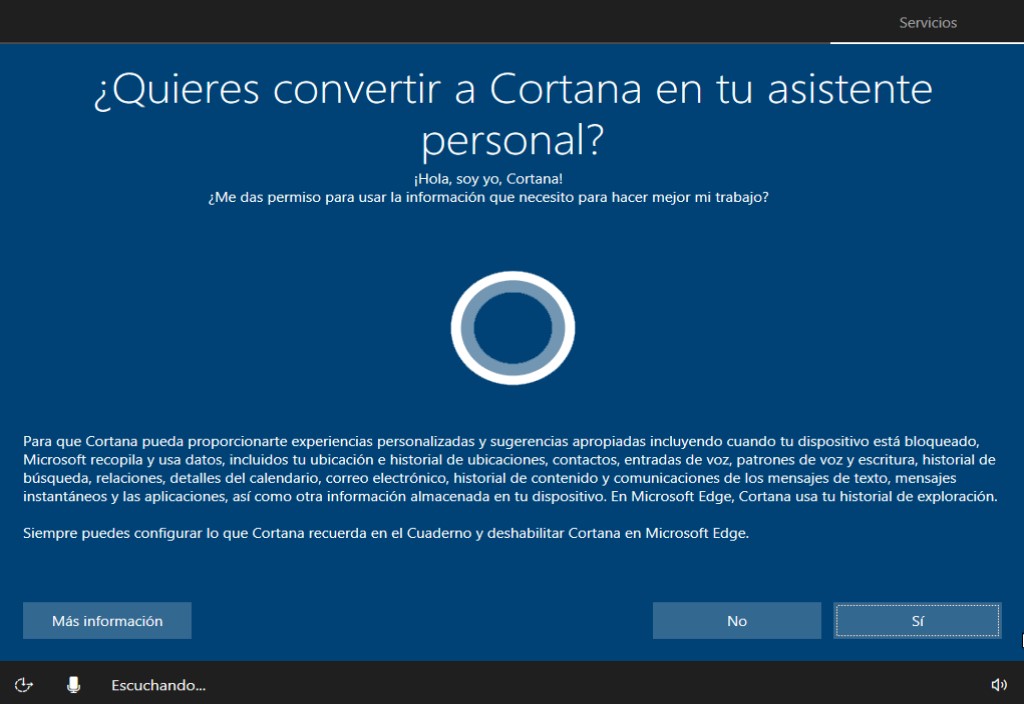 Servicios
¿Quieres convertir a Cortana en tu asistente
personal?
¡Hola, soy yo, Cortana!
¿Me das permiso para usar la información que necesito para hacer mejor mi trabajo?
Para que Cortana pueda proporcionarte experiencias personalizadas y sugerencias apropiadas incluyendo cuando tu dispositivo está bloqueado,
Microsoft recopila y usa datos, incluidos tu ubicación e historial de ubicaciones, contactos, entradas de voz, patrones de voz y escritura, historial de
búsqueda, relaciones, detalles del calendario, correo electrónico, historial de contenido y comunicaciones de los mensajes de texto, mensajes
instantáneos y las aplicaciones, así como otra información almacenada en tu dispositivo. En Microsoft Edge, Cortana usa tu historial de exploración.
Siempre puedes configurar lo que Cortana recuerda en el Cuaderno y deshabilitar Cortana en Microsoft Edge.
Más información
No
Sí
Escuchando...